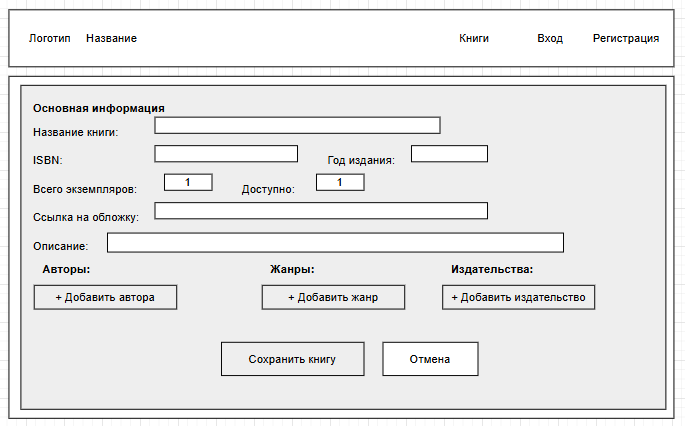 Логотип Название Книги Вход Регистрация
Основная информация
Название книги:
ISBN: Год издания:
Всего экземпляров: 1 Доступно: 1
Ссылка на обложку:
Описание:
Авторы: Жанры: Издательства:
+ Добавить автора + Добавить жанр + Добавить издательство
Сохранить книгу Отмена